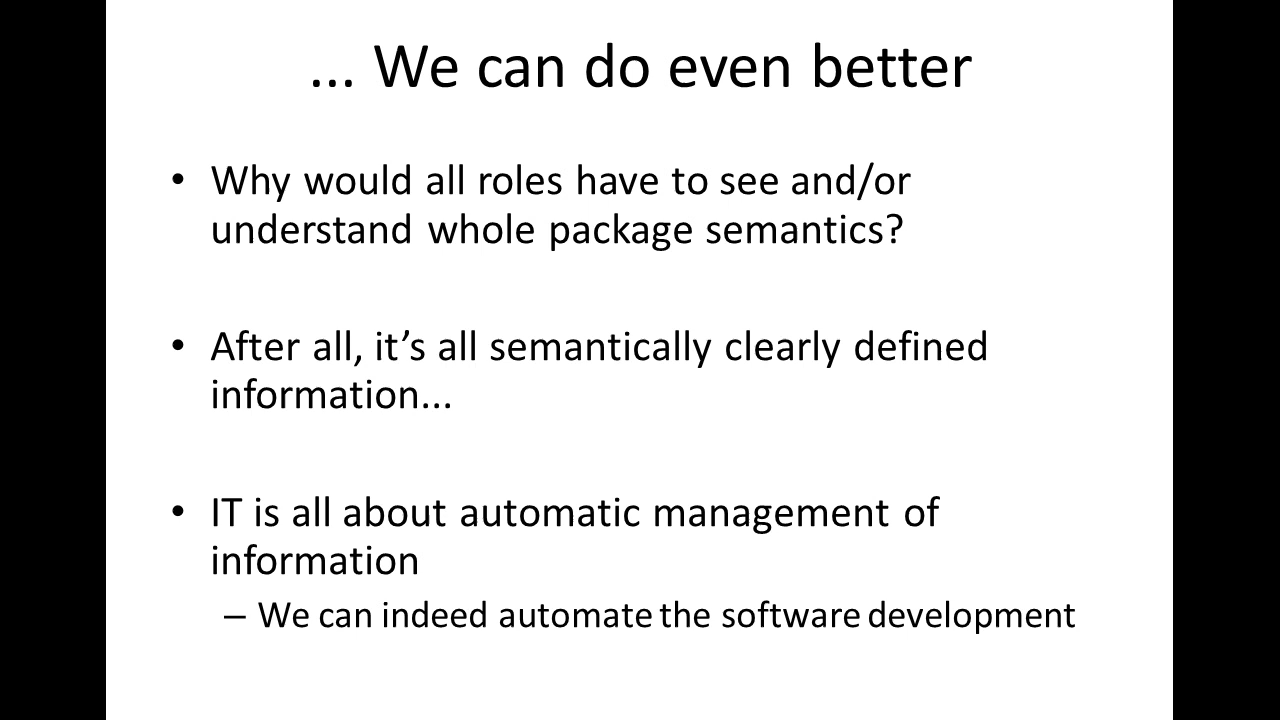 ... We can do even better
• Why would all roles have to see and/or
understand whole package semantics?
• After all, it’s all semantically clearly defined
information...
• IT is all about automatic management of
information
– We can indeed automate the software development